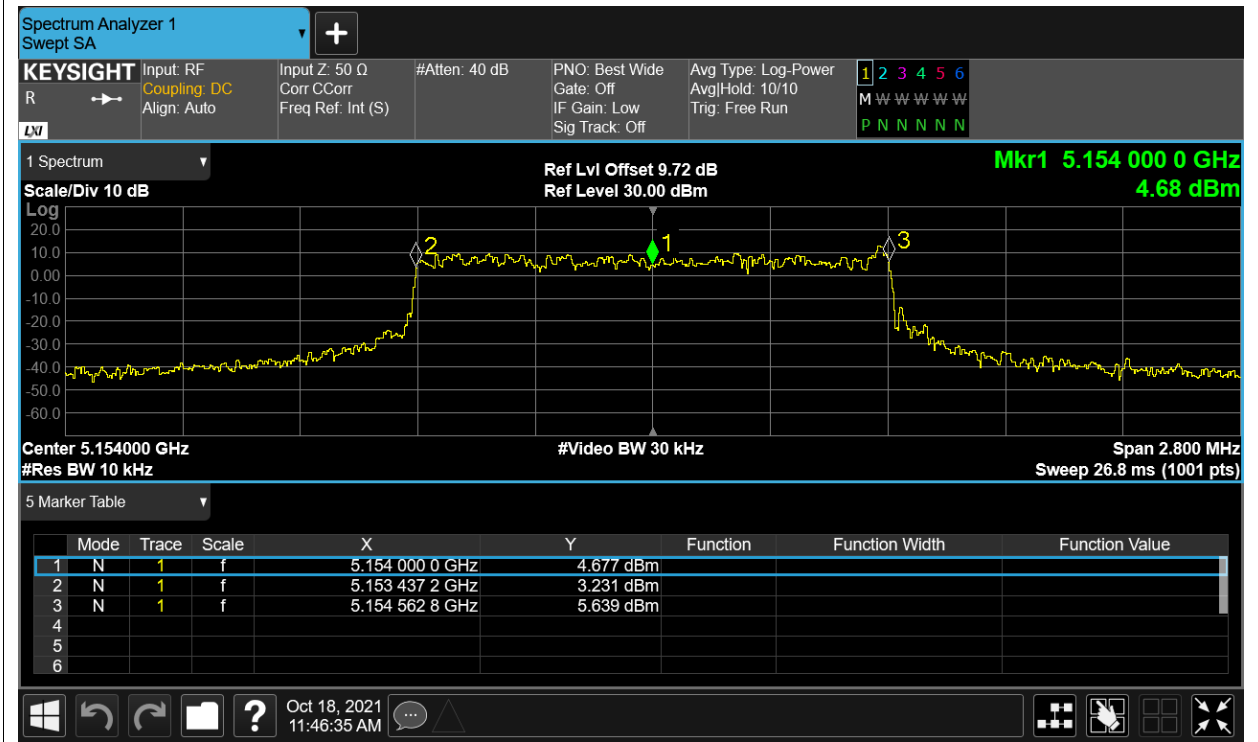 Spectrum Analyzer 1
Swept SA
KEYSIGHT Input: RF Input Z: 50 Ω #Atten: 40 dB PNO: Best Wide Avg Type: Log-Power 1 2 3 4 5 6
R Coupling: DC Corr CCorr Gate: Off Avg|Hold: 10/10 M W W W W W
Align: Auto Freq Ref: Int (S) IF Gain: Low Trig: Free Run
LXI Sig Track: Off P N N N N N
1 Spectrum Ref Lvl Offset 9.72 dB Mkr1 5.154 000 0 GHz
Scale/Div 10 dB Ref Level 30.00 dBm 4.68 dBm
Log
20.0
10.0 2 1 3
0.00
-10.0
-20.0
-30.0
-40.0
-50.0
-60.0
Center 5.154000 GHz #Video BW 30 kHz Span 2.800 MHz
#Res BW 10 kHz Sweep 26.8 ms (1001 pts)
5 Marker Table
Mode Trace Scale X Y Function Function Width Function Value
1 N 1 f 5.154 000 0 GHz 4.677 dBm
2 N 1 f 5.153 437 2 GHz 3.231 dBm
3 N 1 f 5.154 562 8 GHz 5.639 dBm
4
5
6
? Oct 18, 2021
11:46:35 AM